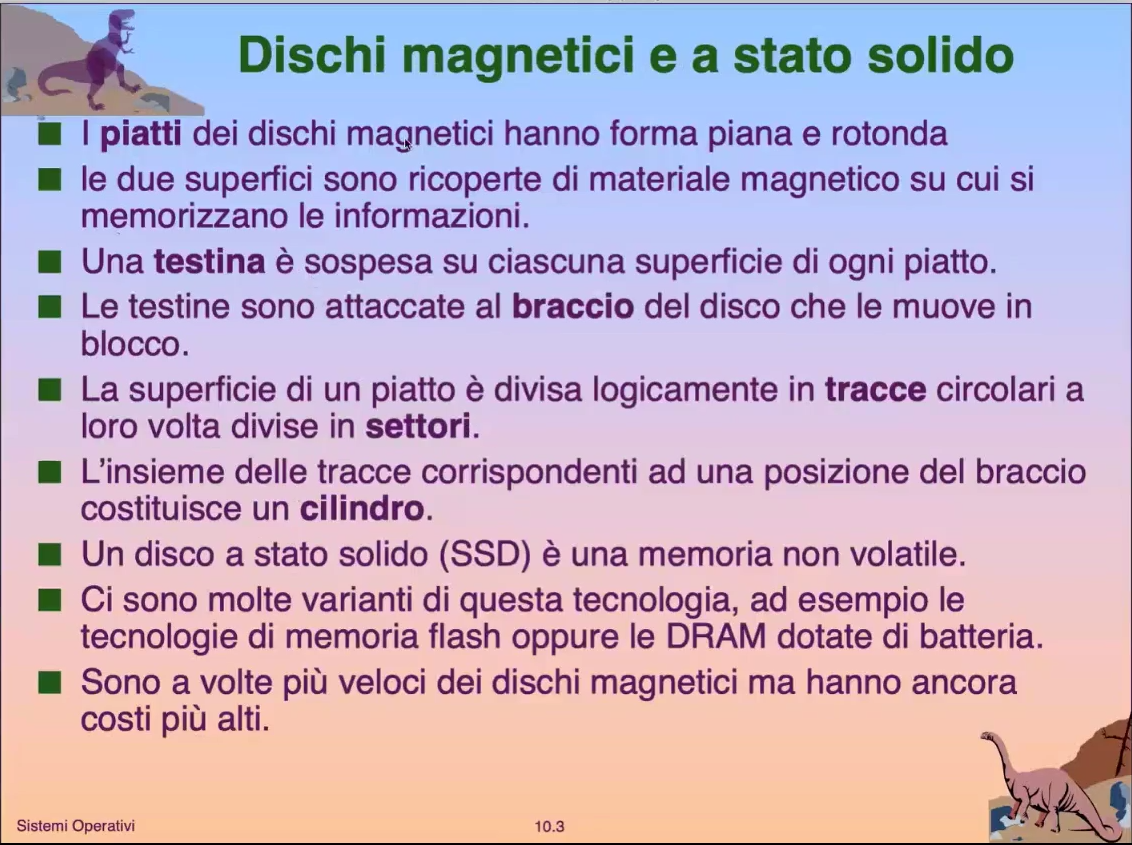 Dischi magnetici e a stato solido
I piatti dei dischi magnetici hanno forma piana e rotonda
le due superfici sono ricoperte di materiale magnetico su cui si
memorizzano le informazioni.
Una testina è sospesa su ciascuna superficie di ogni piatto.
Le testine sono attaccate al braccio del disco che le muove in
blocco.
La superficie di un piatto è divisa logicamente in tracce circolari a
loro volta divise in settori.
L'insieme delle tracce corrispondenti ad una posizione del braccio
costituisce un cilindro.
Un disco a stato solido (SSD) è una memoria non volatile.
Ci sono molte varianti di questa tecnologia, ad esempio le
tecnologie di memoria flash oppure le DRAM dotate di batteria.
Sono a volte più veloci dei dischi magnetici ma hanno ancora
costi più alti.
Sistemi Operativi
10.3